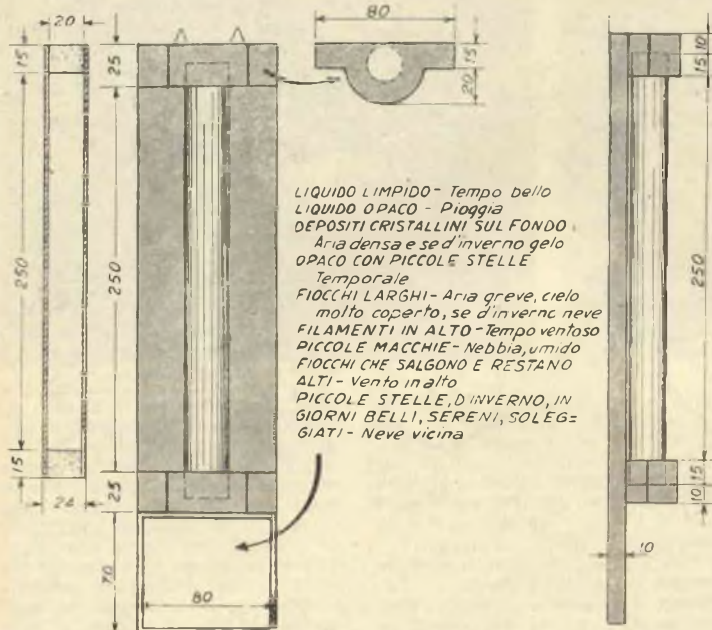 20
15
250
15
24
25
250
25
70
80
80
15
20
LIQUIDO LIMPIDO - Tempo bello
LIQUIDO OPACO - Pioggia
DEPOSITI CRISTALLINI SUL FONDO
Aria densa e se d'inverno gelo
OPACO CON PICCOLE STELLE
Temporale
FIOCCHI LARGHI - Aria greve, cielo
molto coperto, se d'inverno neve
FILAMENTI IN ALTO - Tempo ventoso
PICCOLE MACCHIE - Nebbia, umido
FIOCCHI CHE SALGONO E RESTANO
ALTI - Vento in alto
PICCOLE STELLE, D'INVERNO, IN
GIORNI BELLI, SERENI, SOLEG=
GIATI - Neve vicina
10
15
250
15
10
10